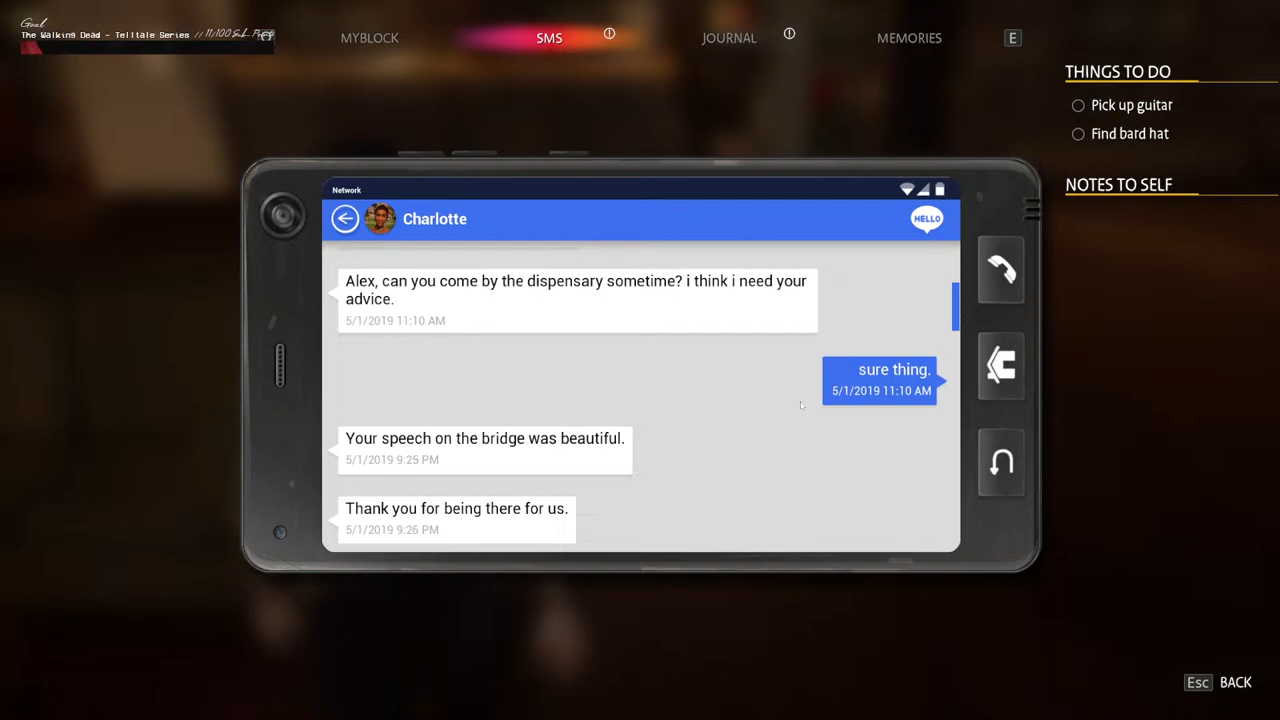 Goal
The Walking Dead - Telltale Series // 11/100
MYBLOCK
SMS
JOURNAL
MEMORIES
E
THINGS TO DO
Pick up guitar
Find bard hat
NOTES TO SELF
Network
Charlotte
HELLO
Alex, can you come by the dispensary sometime? i think i need your
advice.
5/1/2019 11:10 AM
sure thing.
5/1/2019 11:10 AM
Your speech on the bridge was beautiful.
5/1/2019 9:25 PM
Thank you for being there for us.
5/1/2019 9:26 PM
Esc BACK